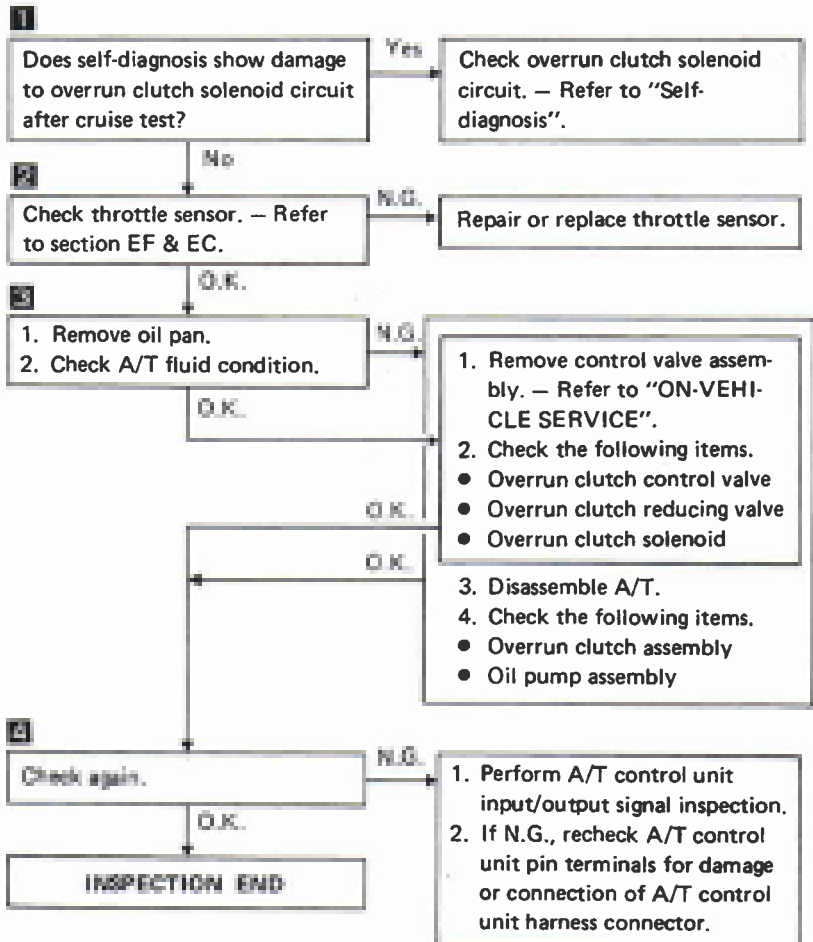 1
Does self-diagnosis show damage
to overrun clutch solenoid circuit
after cruise test?
Yes
Check overrun clutch solenoid
circuit. — Refer to "Self-
diagnosis".
No
2
Check throttle sensor. — Refer
to section EF & EC.
N.G.
Repair or replace throttle sensor.
O.K.
3
1. Remove oil pan.
2. Check A/T fluid condition.
N.G.
O.K.
1. Remove control valve assem-
bly. — Refer to "ON-VEHI-
CLE SERVICE".
2. Check the following items.
• Overrun clutch control valve
• Overrun clutch reducing valve
• Overrun clutch solenoid
O.K.
O.K.
3. Disassemble A/T.
4. Check the following items.
• Overrun clutch assembly
• Oil pump assembly
4
Check again.
N.G.
1. Perform A/T control unit
input/output signal inspection.
2. If N.G., recheck A/T control
unit pin terminals for damage
or connection of A/T control
unit harness connector.
O.K.
INSPECTION END